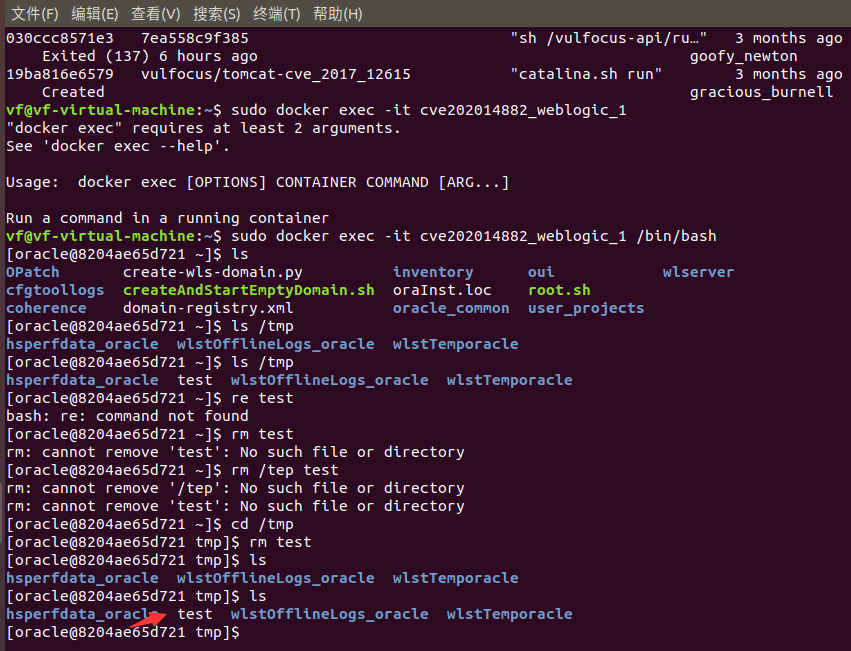 文件(F) 编辑(E) 查看(V) 搜索(S) 终端(T) 帮助(H)
030ccc8571e3 7ea558c9f385 "sh /vulfocus-api/ru…" 3 months ago
Exited (137) 6 hours ago goofy_newton
19ba816e6579 vulfocus/tomcat-cve_2017_12615 "catalina.sh run" 3 months ago
Created gracious_burnell
vf@vf-virtual-machine:~$ sudo docker exec -it cve202014882_weblogic_1
"docker exec" requires at least 2 arguments.
See 'docker exec --help'.
Usage: docker exec [OPTIONS] CONTAINER COMMAND [ARG...]
Run a command in a running container
vf@vf-virtual-machine:~$ sudo docker exec -it cve202014882_weblogic_1 /bin/bash
[oracle@8204ae65d721 ~]$ ls
OPatch create-wls-domain.py inventory oui wlserver
cfgtoollogs createAndStartEmptyDomain.sh oraInst.loc root.sh
coherence domain-registry.xml oracle_common user_projects
[oracle@8204ae65d721 ~]$ ls /tmp
hsperfdata_oracle wlstOfflineLogs_oracle wlstTemporacle
[oracle@8204ae65d721 ~]$ ls /tmp
hsperfdata_oracle test wlstOfflineLogs_oracle wlstTemporacle
[oracle@8204ae65d721 ~]$ re test
bash: re: command not found
[oracle@8204ae65d721 ~]$ rm test
rm: cannot remove 'test': No such file or directory
[oracle@8204ae65d721 ~]$ rm /tep test
rm: cannot remove '/tep': No such file or directory
rm: cannot remove 'test': No such file or directory
[oracle@8204ae65d721 ~]$ cd /tmp
[oracle@8204ae65d721 tmp]$ rm test
[oracle@8204ae65d721 tmp]$ ls
hsperfdata_oracle wlstOfflineLogs_oracle wlstTemporacle
[oracle@8204ae65d721 tmp]$ ls
hsperfdata_oracle test wlstOfflineLogs_oracle wlstTemporacle
[oracle@8204ae65d721 tmp]$